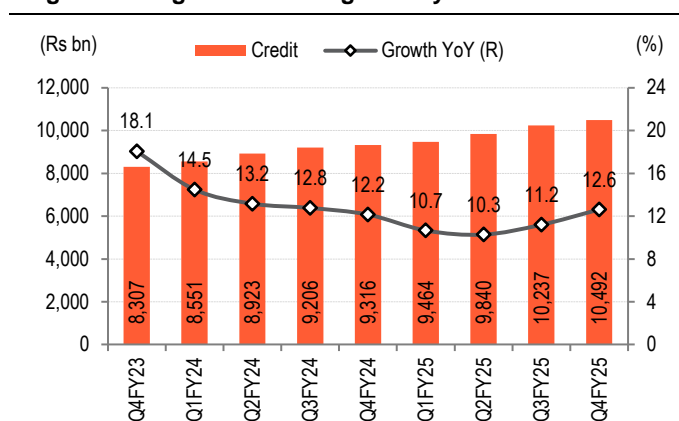 (Rs bn) Credit Growth YoY (R) (%)
12,000 24
10,000 20
8,000 16
6,000 12
4,000 8
2,000 4
0 0
18.1 14.5 13.2 12.8 12.2 10.7 10.3 11.2 12.6
8,307 8,551 8,923 9,206 9,316 9,464 9,840 10,237 10,492
Q4FY23 Q1FY24 Q2FY24 Q3FY24 Q4FY24 Q1FY25 Q2FY25 Q3FY25 Q4FY25